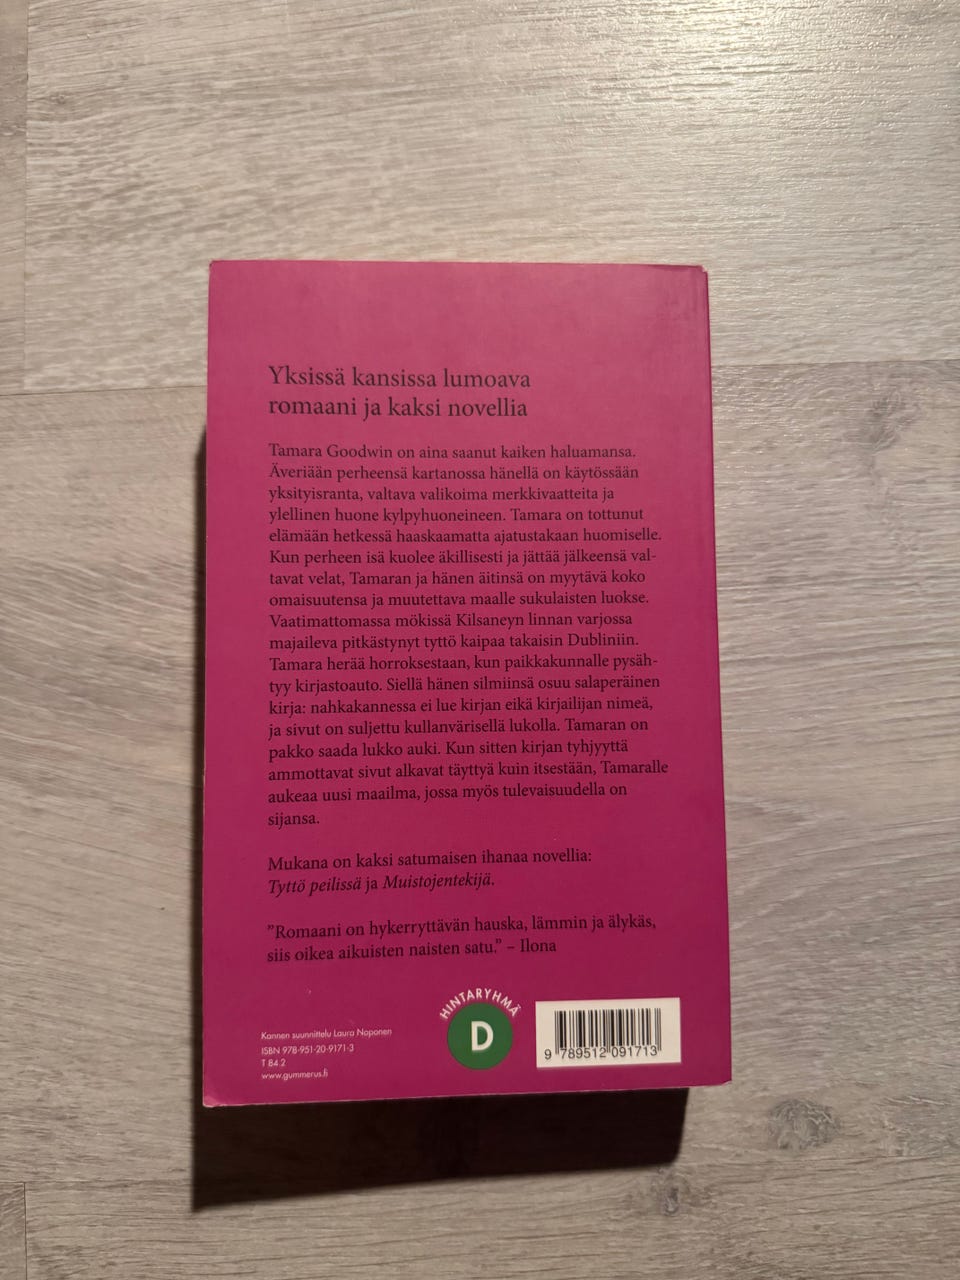 Yksissä kansissa lumoava
romaani ja kaksi novellia
Tamara Goodwin on aina saanut kaiken haluamansa.
Äveriään perheensä kartanossa hänellä on käytössään
yksityisranta, valtava valikoima merkkivaatteita ja
ylellinen huone kylpyhuoneineen. Tamara on tottunut
elämään hetkessä haaskaamatta ajatustakaan huomiselle.
Kun perheen isä kuolee äkillisesti ja jättää jälkeensä val-
tavat velat, Tamaran ja hänen äitinsä on myytävä koko
omaisuutensa ja muutettava maalle sukulaisten luokse.
Vaatimattomassa mökissä Kilsaneyn linnan varjossa
majaileva pitkästynyt tyttö kaipaa takaisin Dubliniin.
Tamara herää horroksestaan, kun paikkakunnalle pysäh-
tyy kirjastoauto. Siellä hänen silmiinsä osuu salaperäinen
kirja: nahkakannessa ei lue kirjan eikä kirjailijan nimeä,
ja sivut on suljettu kullanvärisellä lukolla. Tamaran on
pakko saada lukko auki. Kun sitten kirjan tyhjyyttä
ammottavat sivut alkavat täyttyä kuin itsestään, Tamaralle
aukeaa uusi maailma, jossa myös tulevaisuudella on
sijansa.
Mukana on kaksi satumaisen ihanaa novellia:
Tyttö peilissä ja Muistojentekijä.
”Romaani on hykerryttävän hauska, lämmin ja älykäs,
siis oikea aikuisten naisten satu.” – Ilona
Kannen suunnittelu Laura Noponen
ISBN 978-951-20-9171-3
T 84.2
www.gummerus.fi
HINTARYHMÄ
D
9 789512 091713